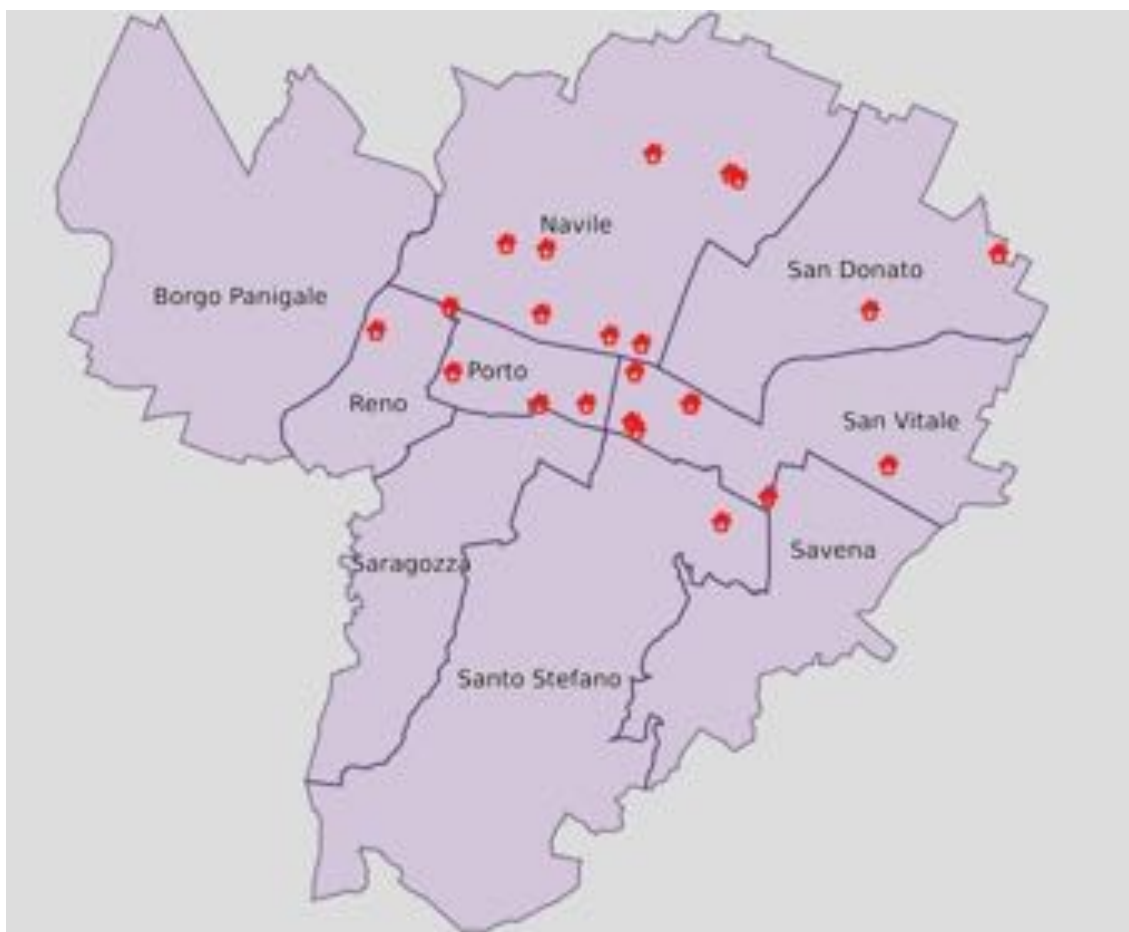 Navile
San Donato
Borgo Panigale
Porto
Reno
San Vitale
Savena
Saragozza
Santo Stefano